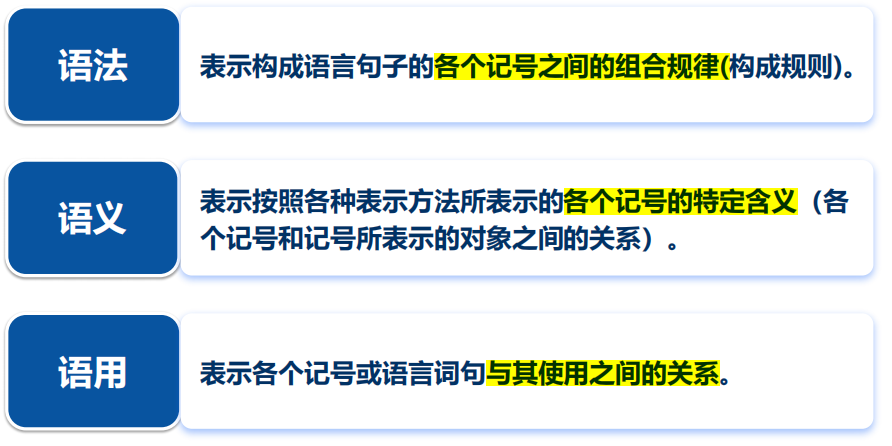 语法
表示构成语言句子的各个记号之间的组合规律(构成规则)。
语义
表示按照各种表示方法所表示的各个记号的特定含义（各
个记号和记号所表示的对象之间的关系）。
语用
表示各个记号或语言词句与其使用之间的关系。